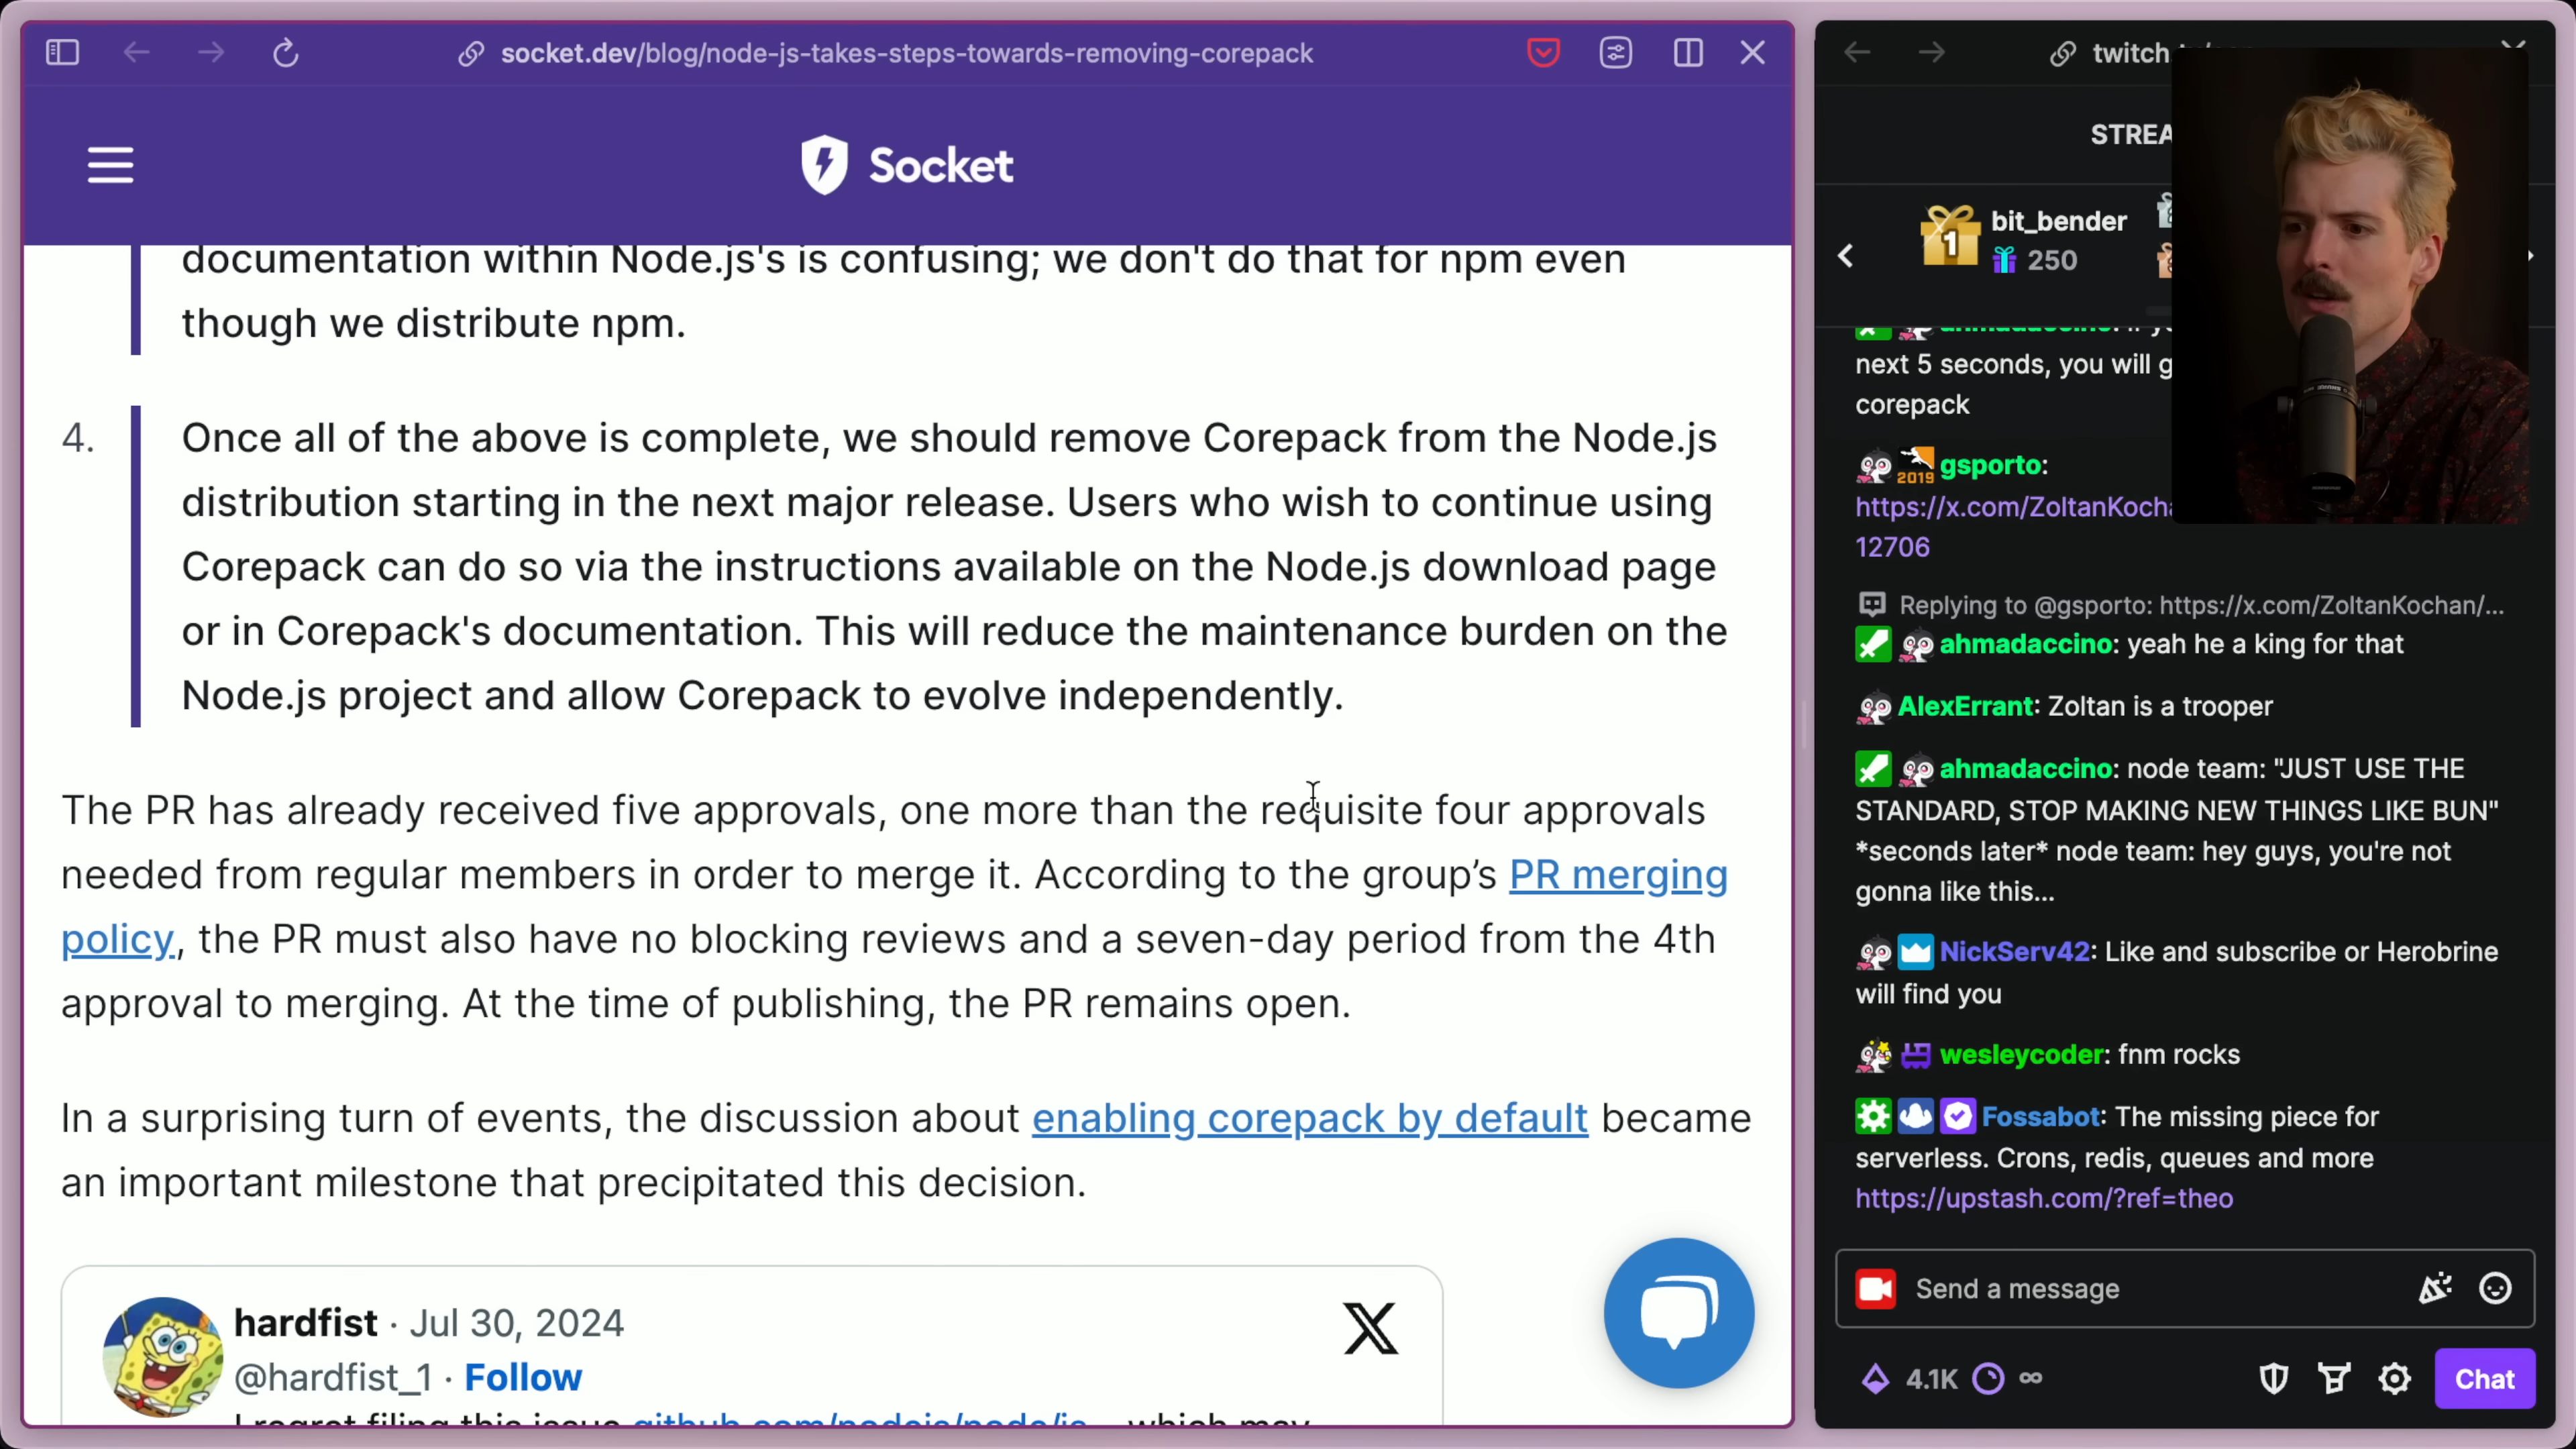 socket.dev/blog/node-js-takes-steps-towards-removing-corepack
Socket
documentation within Node.js's is confusing; we don't do that for npm even
though we distribute npm.
4. Once all of the above is complete, we should remove Corepack from the Node.js
distribution starting in the next major release. Users who wish to continue using
Corepack can do so via the instructions available on the Node.js download page
or in Corepack's documentation. This will reduce the maintenance burden on the
Node.js project and allow Corepack to evolve independently.
The PR has already received five approvals, one more than the requisite four approvals
needed from regular members in order to merge it. According to the group’s PR merging
policy, the PR must also have no blocking reviews and a seven-day period from the 4th
approval to merging. At the time of publishing, the PR remains open.
In a surprising turn of events, the discussion about enabling corepack by default became
an important milestone that precipitated this decision.
hardfist · Jul 30, 2024
@hardfist_1 · Follow
I regret filing this issue github.com/nodejs/node/is… which may
twitch
STREA
1
bit_bender
250
next 5 seconds, you will g
corepack
2019 gsporto:
https://x.com/ZoltanKocha
12706
Replying to @gsporto: https://x.com/ZoltanKochan/...
ahmadaccino: yeah he a king for that
AlexErrant: Zoltan is a trooper
ahmadaccino: node team: "JUST USE THE
STANDARD, STOP MAKING NEW THINGS LIKE BUN"
*seconds later* node team: hey guys, you're not
gonna like this...
NickServ42: Like and subscribe or Herobrine
will find you
wesleycoder: fnm rocks
Fossabot: The missing piece for
serverless. Crons, redis, queues and more
https://upstash.com/?ref=theo
Send a message
4.1K ∞
Chat